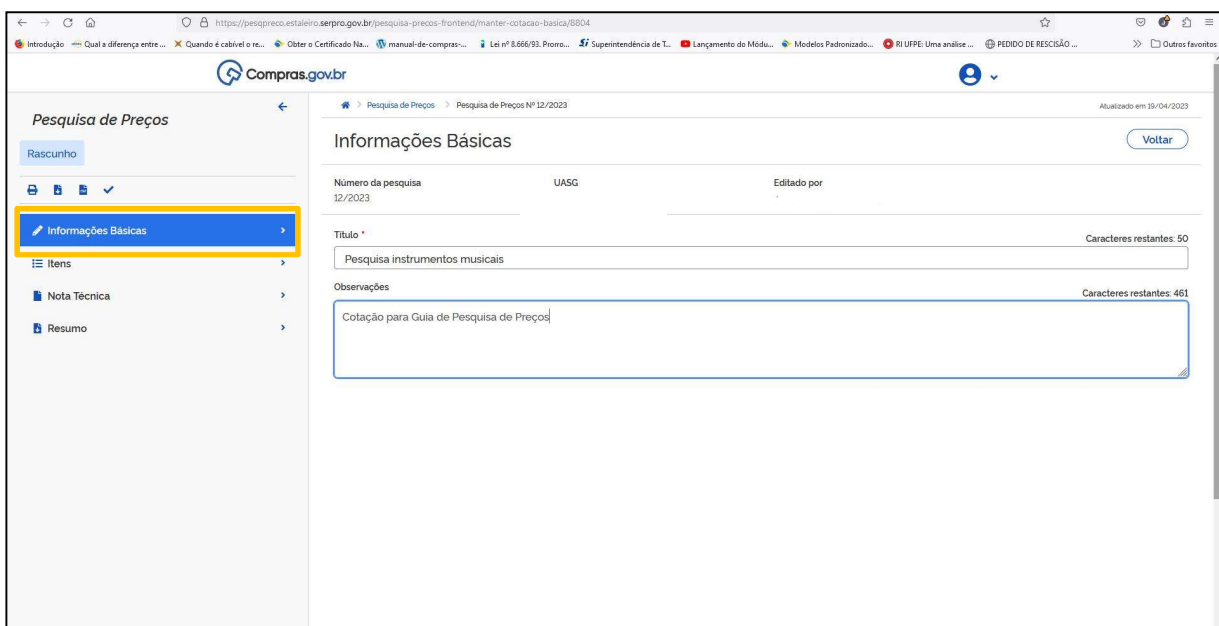 https://pesqpreco.estaleiro.serpro.gov.br/pesquisa-precos-frontend/manter-cotacao-basica/8804
Introdução Qual a diferença entre ... Quando é cabível o re... Obter o Certificado Na... manual-de-compras-... Lei nº 8.666/93. Prorro... Superintendência de T... Lançamento do Módu... Modelos Padronizado... RI UFPE: Uma análise ... PEDIDO DE RESCISÃO ... Outros favoritos
Compras.gov.br
Pesquisa de Preços
Rascunho
Informações Básicas
Itens
Nota Técnica
Resumo
Pesquisa de Preços > Pesquisa de Preços Nº 12/2023
Atualizado em 19/04/2023
Informações Básicas
Voltar
Número da pesquisa UASG Editado por
12/2023 -
Título *
Caracteres restantes: 50
Pesquisa instrumentos musicais
Observações
Caracteres restantes: 461
Cotação para Guia de Pesquisa de Preços